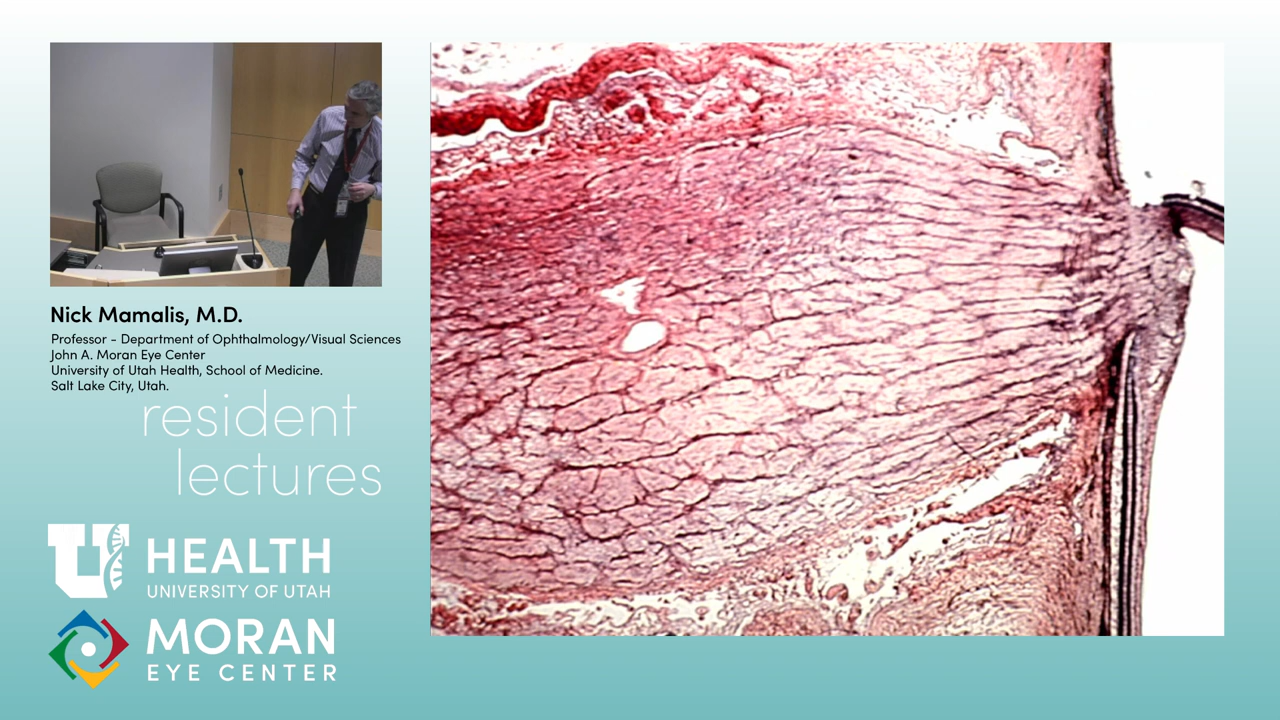 Nick Mamalis, M.D.
Professor - Department of Ophthalmology/Visual Sciences
John A. Moran Eye Center
University of Utah Health, School of Medicine.
Salt Lake City, Utah.
resident
lectures
U HEALTH
UNIVERSITY OF UTAH
MORAN
EYE CENTER